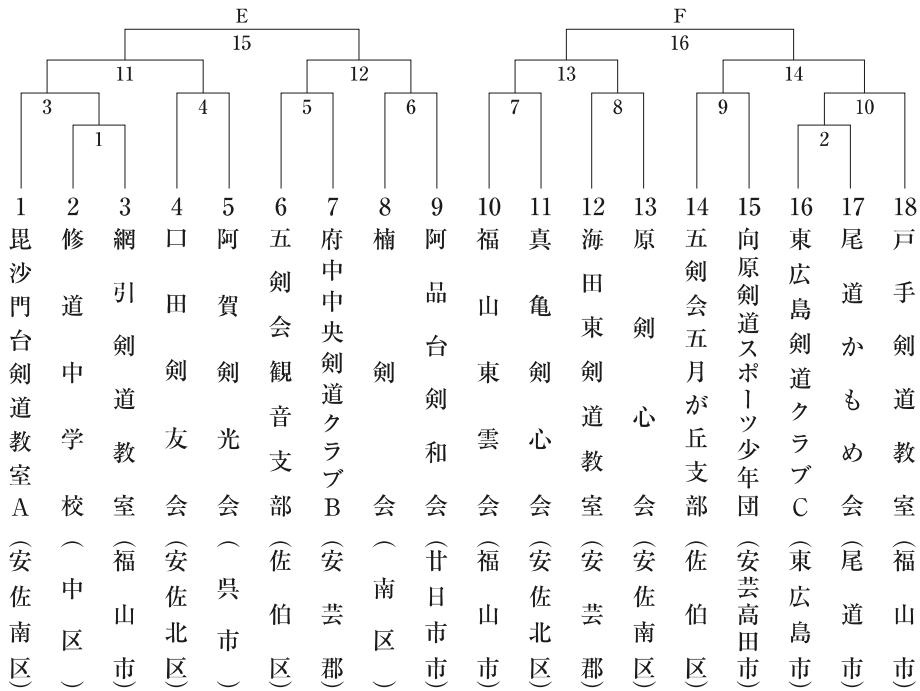 E
F
15
16
11
12
13
14
3
4
5
6
7
8
9
10
1
2
1 毘沙門台剣道教室A（安佐南区）
2 修道中学校（中区）
3 網引剣道教室（福山市）
4 口田剣友会（安佐北区）
5 阿賀剣光会（呉市）
6 五剣会観音支部（佐伯区）
7 府中中央剣道クラブB（安芸郡）
8 楠剣会（南区）
9 阿品台剣和会（廿日市市）
10 福山東雲会（福山市）
11 真亀剣心会（安佐北区）
12 海田東剣道教室（安芸郡）
13 原剣心会（安佐南区）
14 五剣会五月が丘支部（佐伯区）
15 向原剣道スポーツ少年団（安芸高田市）
16 東広島剣道クラブC（東広島市）
17 尾道かもめ会（尾道市）
18 戸手剣道教室（福山市）